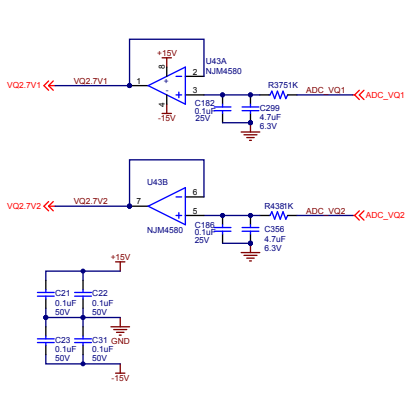 +15V
U43A
NJM4580
8
2
VQ2.7V1
VQ2.7V1
1
3
R375
1K
ADC_VQ1
ADC_VQ1
4
-15V
C182
0.1uF
25V
C299
4.7uF
6.3V
U43B
6
VQ2.7V2
VQ2.7V2
7
5
R438
1K
ADC_VQ2
ADC_VQ2
NJM4580
C186
0.1uF
25V
C356
4.7uF
6.3V
+15V
C21
0.1uF
50V
C22
0.1uF
50V
GND
C23
0.1uF
50V
C31
0.1uF
50V
-15V